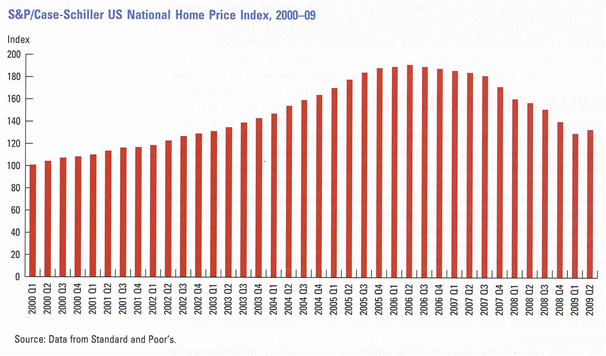 S&P/Case-Schiller US National Home Price Index, 2000–09
Index
200
180
160
140
120
100
80
60
40
20
0
2000 Q1
2000 Q2
2000 Q3
2000 Q4
2001 Q1
2001 Q2
2001 Q3
2001 Q4
2002 Q1
2002 Q2
2002 Q3
2002 Q4
2003 Q1
2003 Q2
2003 Q3
2003 Q4
2004 Q1
2004 Q2
2004 Q3
2004 Q4
2005 Q1
2005 Q2
2005 Q3
2005 Q4
2006 Q1
2006 Q2
2006 Q3
2006 Q4
2007 Q1
2007 Q2
2007 Q3
2007 Q4
2008 Q1
2008 Q2
2008 Q3
2008 Q4
2009 Q1
2009 Q2
Source: Data from Standard and Poor's.